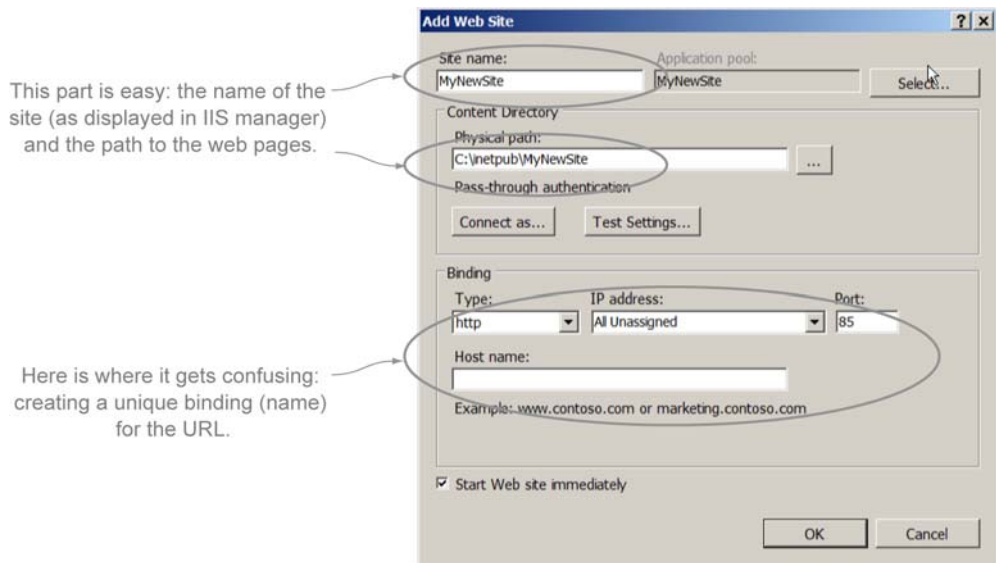 Add Web Site
Site name:
Application pool:
MyNewSite
MyNewSite
Select...
This part is easy: the name of the
site (as displayed in IIS manager)
and the path to the web pages.
Content Directory
Physical path:
C:\inetpub\MyNewSite
...
Pass-through authentication
Connect as...
Test Settings...
Binding
Type:
IP address:
Port:
http
All Unassigned
85
Host name:
Here is where it gets confusing:
creating a unique binding (name)
for the URL.
Example: www.contoso.com or marketing.contoso.com
Start Web site immediately
OK
Cancel